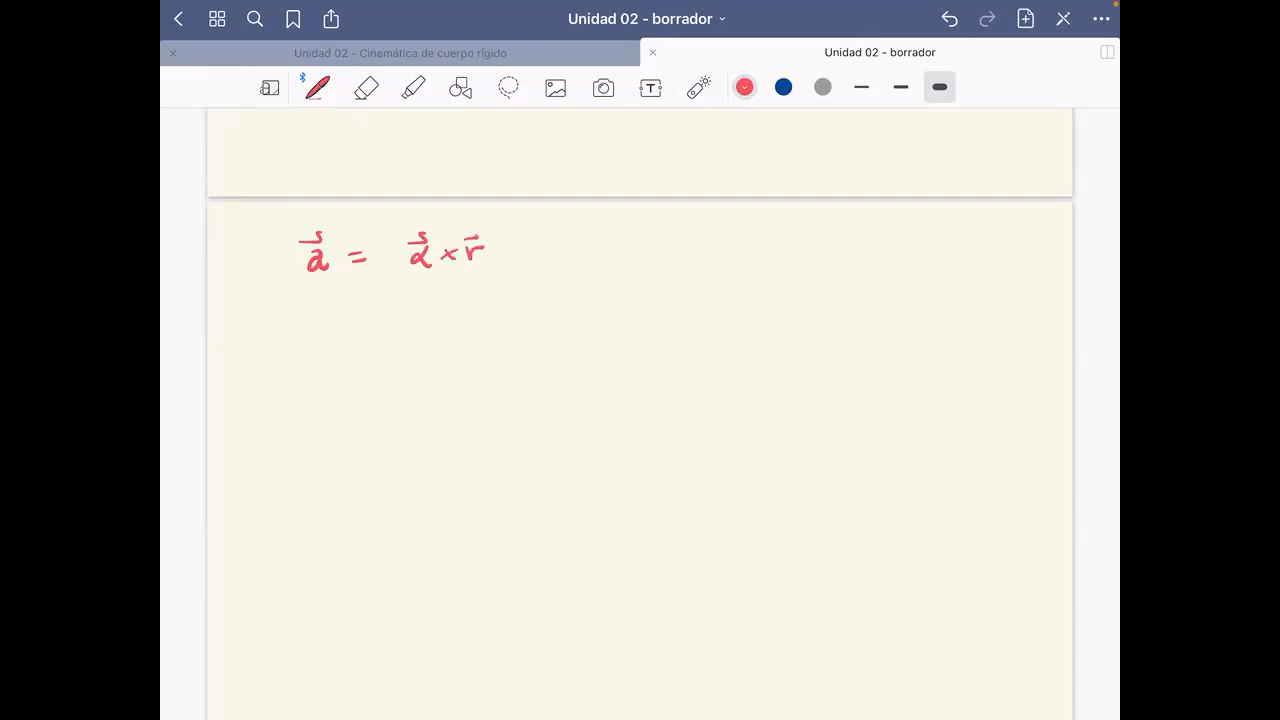 Unidad 02 - borrador
Unidad 02 - Cinemática de cuerpo rígido
Unidad 02 - borrador
T
a⃗ = α⃗ × r⃗